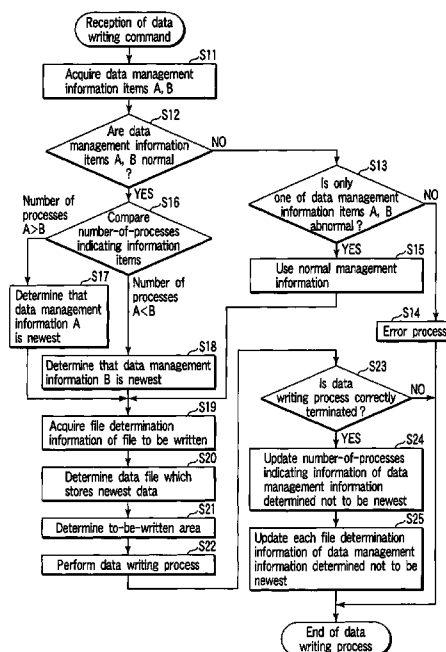 Reception of data
writing command
S11
Acquire data management
information items A, B
S12
Are data
management information
items A, B normal
?
NO
YES
S13
Is only
one of data management
information items A, B
abnormal ?
NO
YES
S16
Compare
number-of-processes
indicating information
items
Number of
processes
A>B
Number of
processes
A<B
S15
Use normal management
information
S17
Determine that
data management
information A
is newest
S14
Error process
S18
Determine that data management
information B is newest
S23
Is data
writing process correctly
terminated ?
NO
YES
S19
Acquire file determination
information of file to be written
S20
Determine data file which
stores newest data
S21
Determine to-be-written area
S22
Perform data writing process
S24
Update number-of-processes
indicating information of data
management information
determined not to be newest
S25
Update each file determination
information of data management
information determined not to be
newest
End of data
writing process